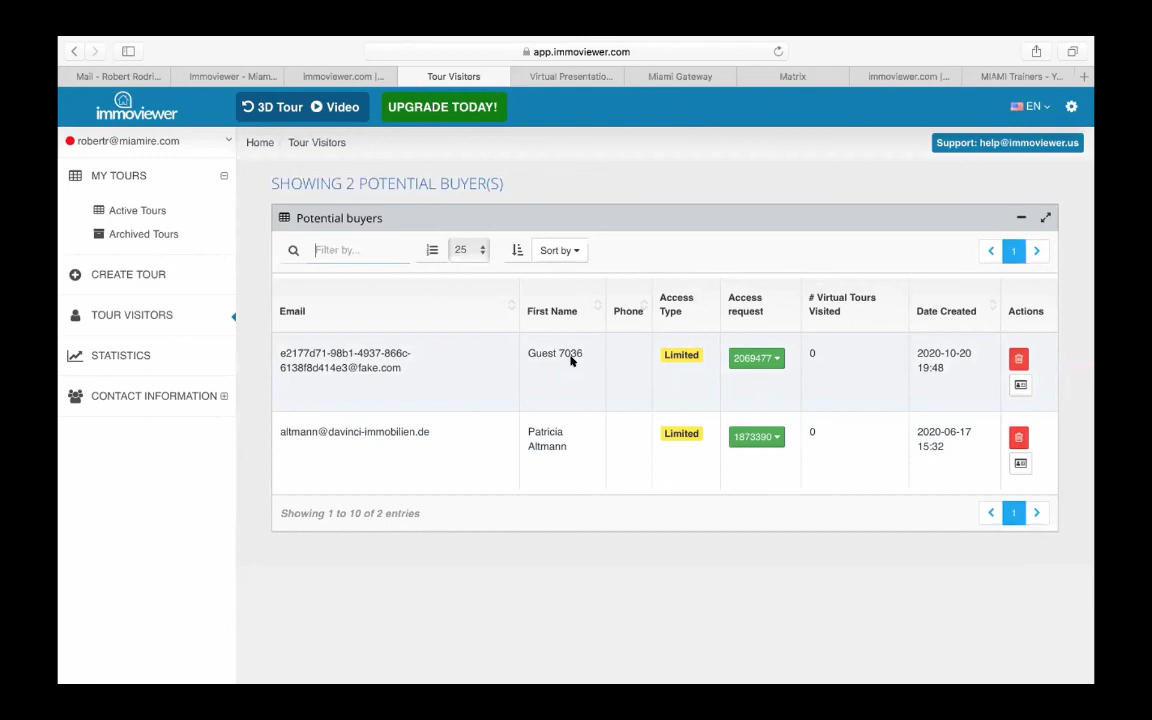 app.immoviewer.com
Mail - Robert Rodri...
Immoviewer - Miam...
immoviewer.com |...
Tour Visitors
Virtual Presentatio...
Miami Gateway
Matrix
immoviewer.com |...
MIAMI Trainers - Y...
immoviewer
3D Tour Video
UPGRADE TODAY!
EN
robertr@miamire.com
Home / Tour Visitors
Support: help@immoviewer.us
MY TOURS
Active Tours
Archived Tours
CREATE TOUR
TOUR VISITORS
STATISTICS
CONTACT INFORMATION
SHOWING 2 POTENTIAL BUYER(S)
Potential buyers
Filter by...
25
Sort by
1
Email
First Name
Phone
Access
Type
Access
request
# Virtual Tours
Visited
Date Created
Actions
e2177d71-98b1-4937-866c-
6138f8d414e3@fake.com
Guest 7036
Limited
2069477
0
2020-10-20
19:48
altmann@davinci-immobilien.de
Patricia
Altmann
Limited
1873390
0
2020-06-17
15:32
Showing 1 to 10 of 2 entries
1